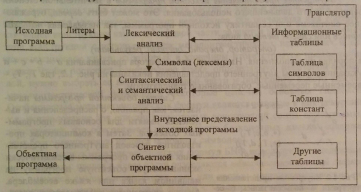 Транслятор
Исходная
программа
Литеры
Лексический
анализ
Информационные
таблицы
Символы (лексемы)
Таблица
символов
Синтаксический
и семантический
анализ
Таблица
констант
Внутреннее представление
исходной программы
Объектная
программа
Синтез
объектной
программы
Другие
таблицы